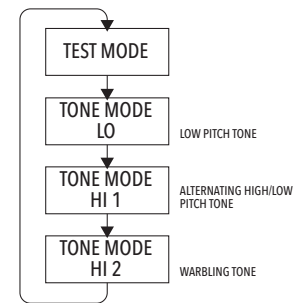 TEST MODE
TONE MODE
LO
LOW PITCH TONE
TONE MODE
HI 1
ALTERNATING HIGH/LOW
PITCH TONE
TONE MODE
HI 2
WARBLING TONE